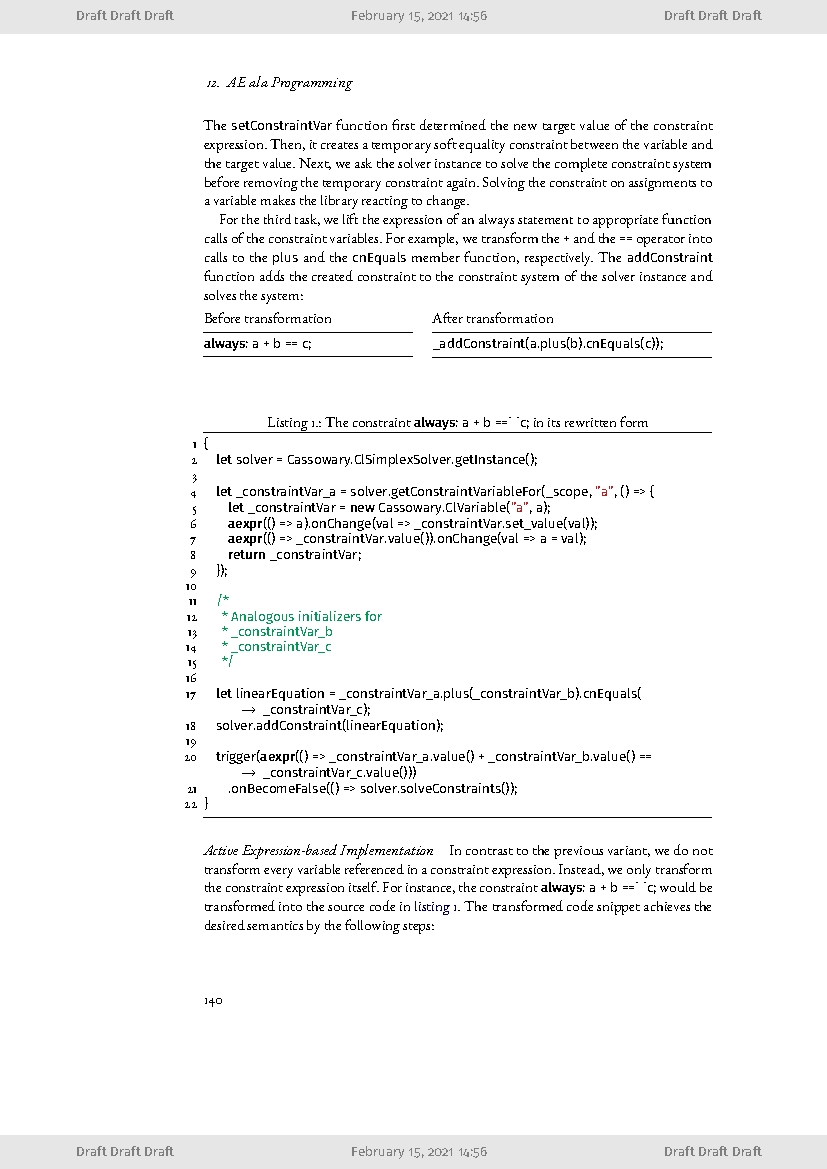 Draft Draft Draft February 15, 2021 14:56 Draft Draft Draft
12. AE ala Programming
The setConstraintVar function first determined the new target value of the constraint
expression. Then, it creates a temporary soft equality constraint between the variable and
the target value. Next, we ask the solver instance to solve the complete constraint system
before removing the temporary constraint again. Solving the constraint on assignments to
a variable makes the library reacting to change.
For the third task, we lift the expression of an always statement to appropriate function
calls of the constraint variables. For example, we transform the + and the == operator into
calls to the plus and the cnEquals member function, respectively. The addConstraint
function adds the created constraint to the constraint system of the solver instance and
solves the system:
Before transformation After transformation
always: a + b == c; _addConstraint(a.plus(b).cnEquals(c));
Listing 1.: The constraint always: a + b ==` `c; in its rewritten form
1 {
2 let solver = Cassowary.ClSimplexSolver.getInstance();
3
4 let _constraintVar_a = solver.getConstraintVariableFor(_scope, "a", () => {
5 let _constraintVar = new Cassowary.ClVariable("a", a);
6 aexpr(() => a).onChange(val => _constraintVar.set_value(val));
7 aexpr(() => _constraintVar.value()).onChange(val => a = val);
8 return _constraintVar;
9 });
10
11 /*
12 * Analogous initializers for
13 * _constraintVar_b
14 * _constraintVar_c
15 */
16
17 let linearEquation = _constraintVar_a.plus(_constraintVar_b).cnEquals(
→ _constraintVar_c);
18 solver.addConstraint(linearEquation);
19
20 trigger(aexpr(() => _constraintVar_a.value() + _constraintVar_b.value() ==
→ _constraintVar_c.value()))
21 .onBecomeFalse(() => solver.solveConstraints());
22 }
Active Expression-based Implementation In contrast to the previous variant, we do not
transform every variable referenced in a constraint expression. Instead, we only transform
the constraint expression itself. For instance, the constraint always: a + b ==` `c; would be
transformed into the source code in listing 1. The transformed code snippet achieves the
desired semantics by the following steps:
140
Draft Draft Draft February 15, 2021 14:56 Draft Draft Draft